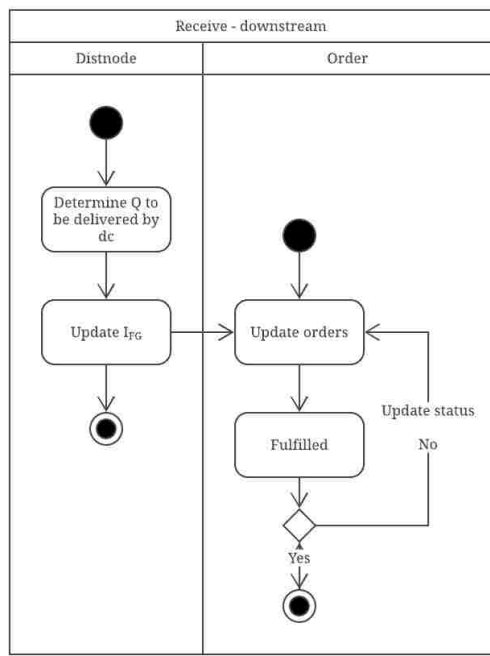 Receive - downstream
Distnode
Order
Determine Q to
be delivered by
dc
Update I_FG
Update orders
Update status
Fulfilled
No
Yes